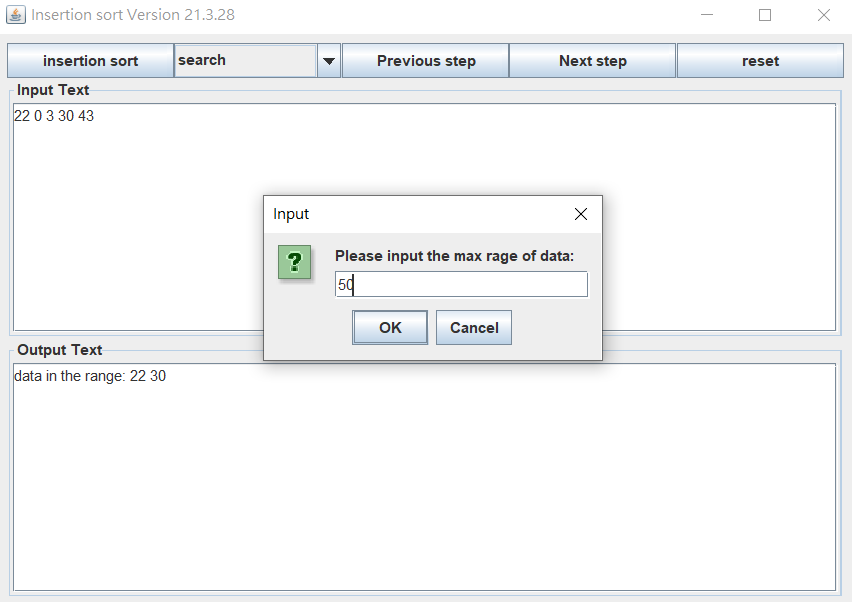 Insertion sort Version 21.3.28
insertion sort search Previous step Next step reset
Input Text
22 0 3 30 43
Input
Please input the max rage of data:
50
OK Cancel
Output Text
data in the range: 22 30